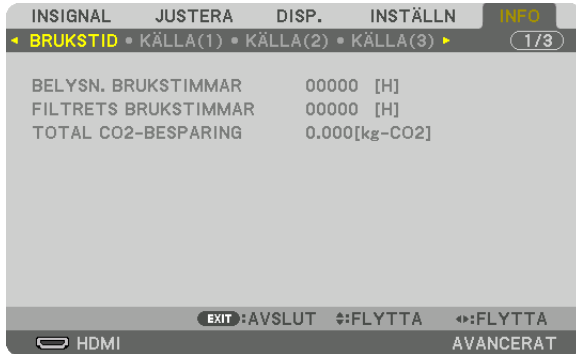 INSIGNAL JUSTERA DISP. INSTÄLLN INFO
◂ BRUKSTID • KÄLLA(1) • KÄLLA(2) • KÄLLA(3) ▸ 1/3
BELYSN. BRUKSTIMMAR 00000 [H]
FILTRETS BRUKSTIMMAR 00000 [H]
TOTAL CO2-BESPARING 0.000[kg-CO2]
EXIT:AVSLUT :FLYTTA :FLYTTA
HDMI AVANCERAT